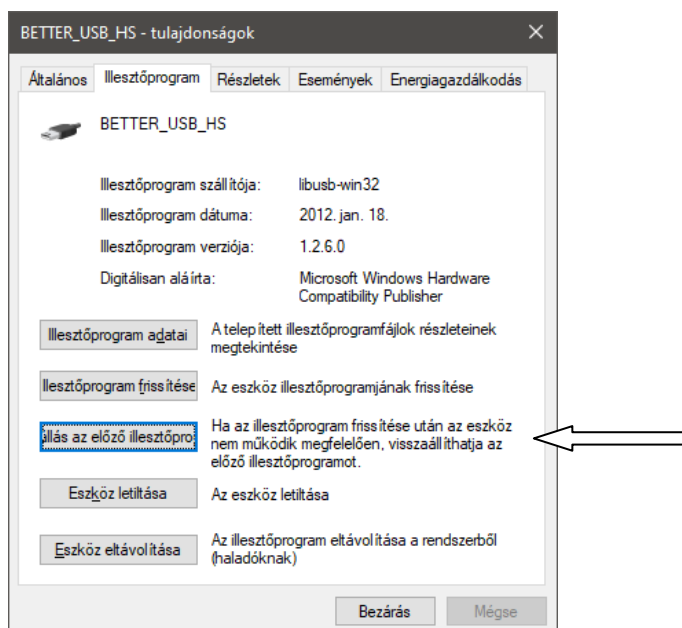 BETTER_USB_HS - tulajdonságok
Általános Illesztőprogram Részletek Események Energiagazdálkodás
BETTER_USB_HS
Illesztőprogram szállítója: libusb-win32
Illesztőprogram dátuma: 2012. jan. 18.
Illesztőprogram verziója: 1.2.6.0
Digitálisan aláírta: Microsoft Windows Hardware
Compatibility Publisher
Illesztőprogram adatai
A telepített illesztőprogramfájlok részleteinek
megtekintése
llesztőprogram frissítése
Az eszköz illesztőprogramjának frissítése
állás az előző illesztőpro
Ha az illesztőprogram frissítése után az eszköz
nem működik megfelelően, visszaállíthatja az
előző illesztőprogramot.
Eszköz letiltása
Az eszköz letiltása
Eszköz eltávolítása
Az illesztőprogram eltávolítása a rendszerből
(haladóknak)
Bezárás Mégse